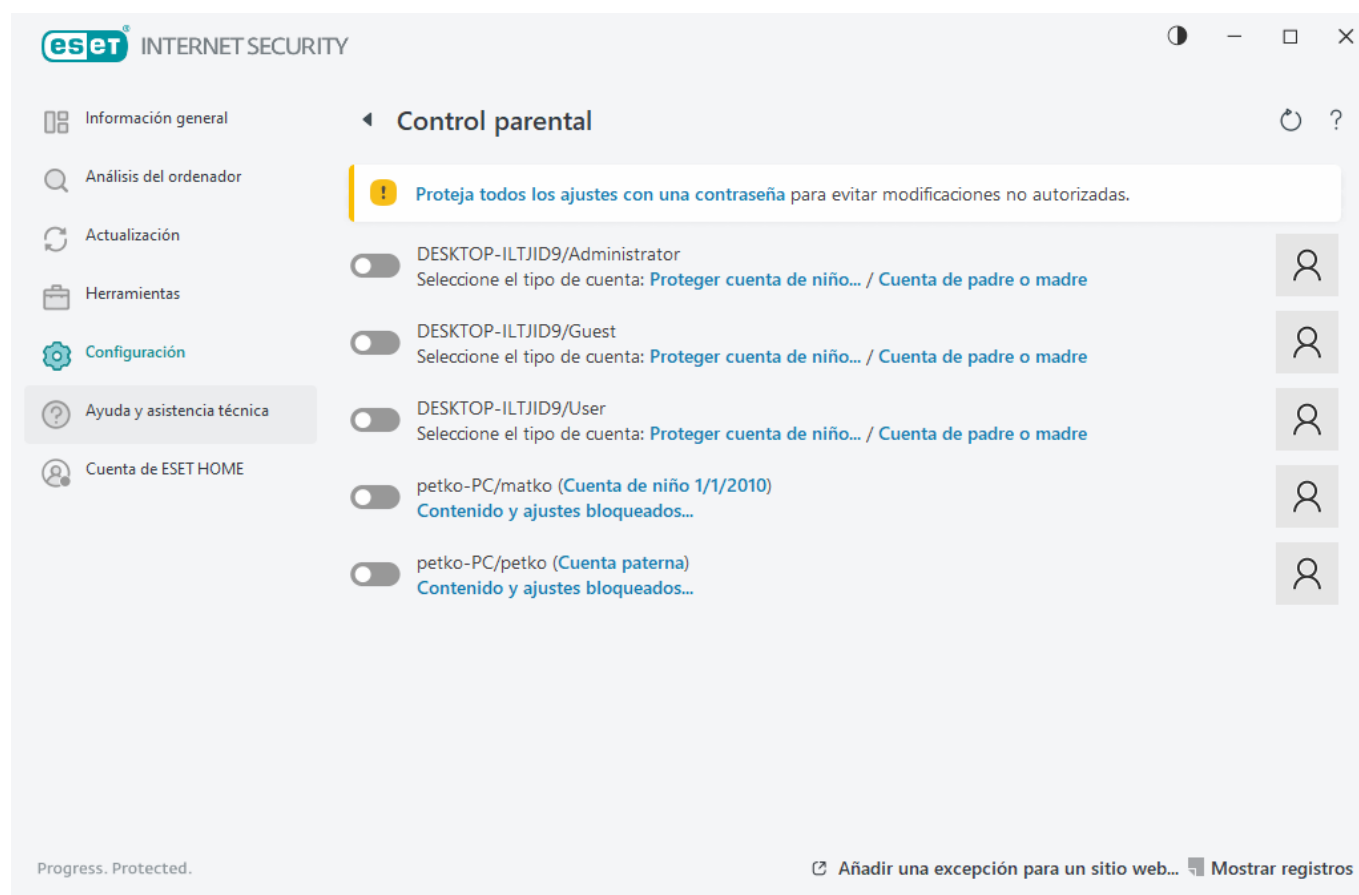 eset® INTERNET SECURITY
Información general
Análisis del ordenador
Actualización
Herramientas
Configuración
Ayuda y asistencia técnica
Cuenta de ESET HOME
Control parental
?
! Proteja todos los ajustes con una contraseña para evitar modificaciones no autorizadas.
DESKTOP-ILTJID9/Administrator
Seleccione el tipo de cuenta: Proteger cuenta de niño... / Cuenta de padre o madre
DESKTOP-ILTJID9/Guest
Seleccione el tipo de cuenta: Proteger cuenta de niño... / Cuenta de padre o madre
DESKTOP-ILTJID9/User
Seleccione el tipo de cuenta: Proteger cuenta de niño... / Cuenta de padre o madre
petko-PC/matko (Cuenta de niño 1/1/2010)
Contenido y ajustes bloqueados...
petko-PC/petko (Cuenta paterna)
Contenido y ajustes bloqueados...
Progress. Protected.
Añadir una excepción para un sitio web... Mostrar registros